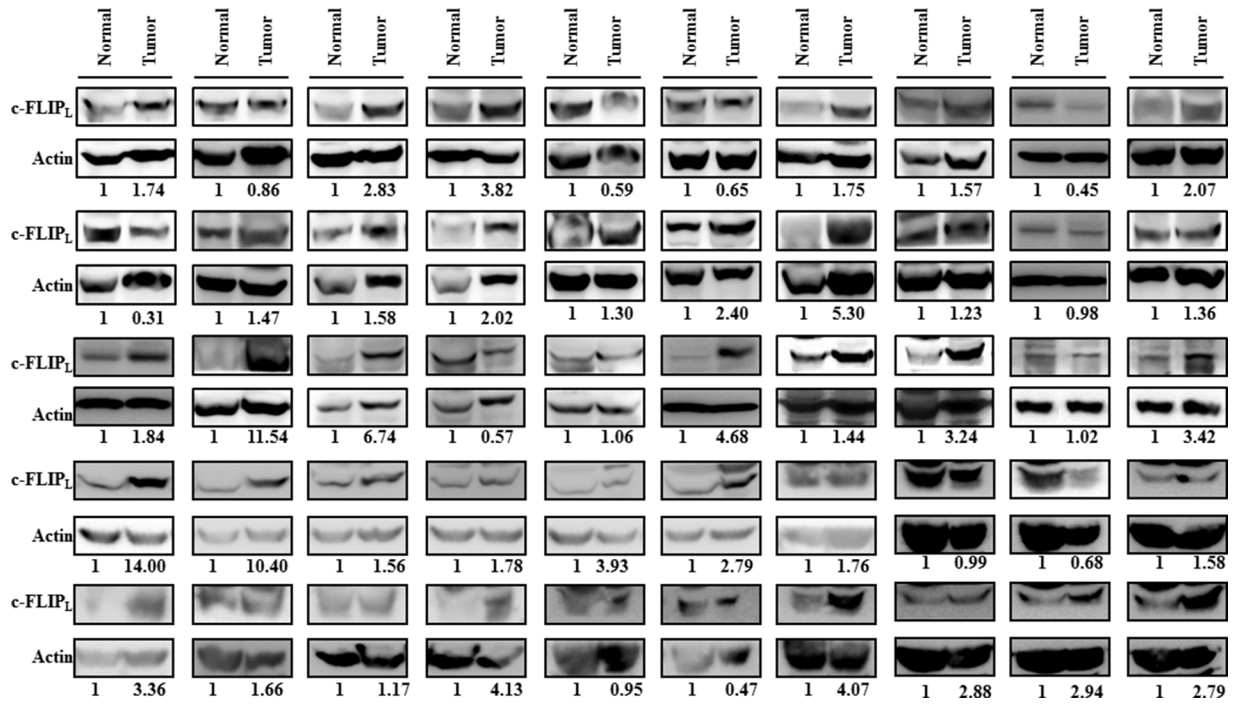 Normal Tumor Normal Tumor Normal Tumor Normal Tumor Normal Tumor Normal Tumor Normal Tumor Normal Tumor Normal Tumor Normal Tumor
c-FLIPL
Actin
1 1.74 1 0.86 1 2.83 1 3.82 1 0.59 1 0.65 1 1.75 1 1.57 1 0.45 1 2.07
c-FLIPL
Actin
1 0.31 1 1.47 1 1.58 1 2.02 1 1.30 1 2.40 1 5.30 1 1.23 1 0.98 1 1.36
c-FLIPL
Actin
1 1.84 1 11.54 1 6.74 1 0.57 1 1.06 1 4.68 1 1.44 1 3.24 1 1.02 1 3.42
c-FLIPL
Actin
1 14.00 1 10.40 1 1.56 1 1.78 1 3.93 1 2.79 1 1.76 1 0.99 1 0.68 1 1.58
c-FLIPL
Actin
1 3.36 1 1.66 1 1.17 1 4.13 1 0.95 1 0.47 1 4.07 1 2.88 1 2.94 1 2.79